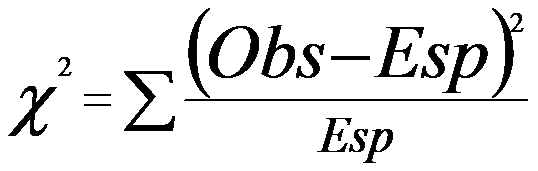 χ² = ∑ (Obs − Esp)² / Esp